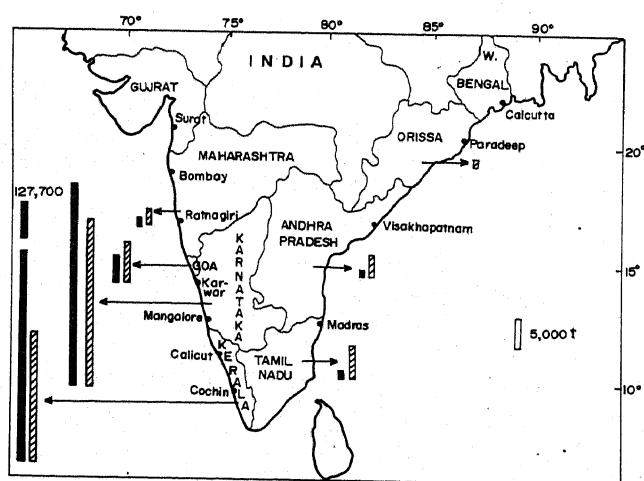 70° 75° 80° 85° 90°
INDIA
W.
BENGAL
GUJRAT
Calcutta
Surat
ORISSA
Paradeep
MAHARASHTRA
20°
Bombay
127,700
Ratnagiri
ANDHRA
PRADESH
Visakhapatnam
KARNATAKA
GOA
15°
Kar-
war
Mangalore
Madras
5,000 t
Calicut
KERALA
TAMIL
NADU
Cochin
10°